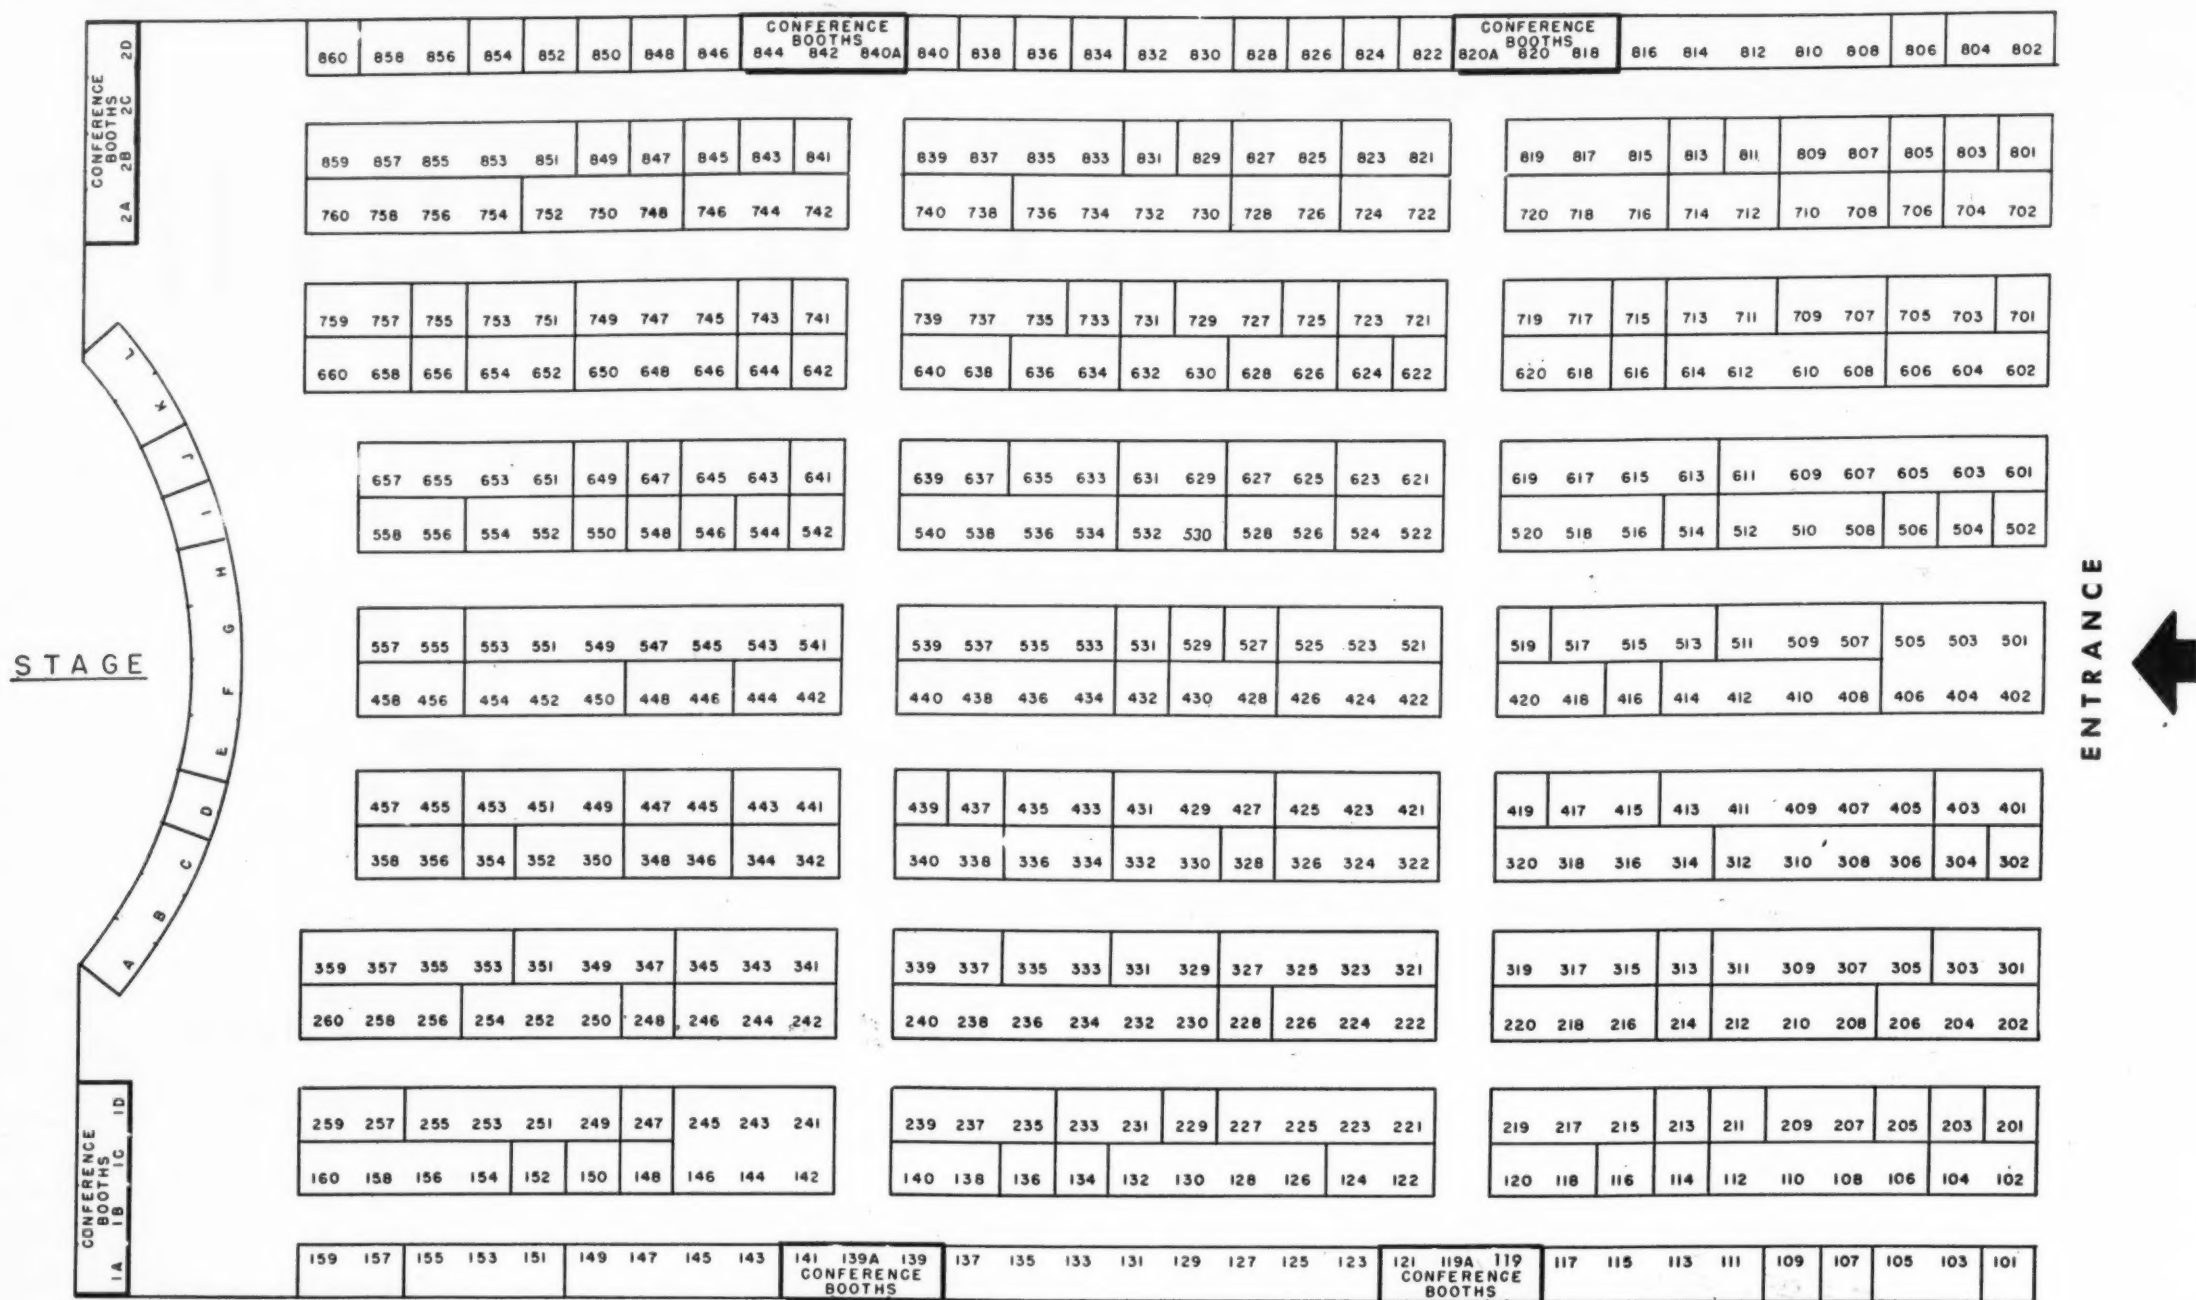 CONFERENCE BOOTHS
2A 2B 2C 2D
860 858 856 854 852 850 848 846 844 842 840A 840 838 836 834 832 830 828 826 824 822 820A 820 818 816 814 812 810 808 806 804 802
CONFERENCE BOOTHS
CONFERENCE BOOTHS
859 857 855 853 851 849 847 845 843 841 839 837 835 833 831 829 827 825 823 821 819 817 815 813 811 809 807 805 803 801
760 758 756 754 752 750 748 746 744 742 740 738 736 734 732 730 728 726 724 722 720 718 716 714 712 710 708 706 704 702
759 757 755 753 751 749 747 745 743 741 739 737 735 733 731 729 727 725 723 721 719 717 715 713 711 709 707 705 703 701
660 658 656 654 652 650 648 646 644 642 640 638 636 634 632 630 628 626 624 622 620 618 616 614 612 610 608 606 604 602
657 655 653 651 649 647 645 643 641 639 637 635 633 631 629 627 625 623 621 619 617 615 613 611 609 607 605 603 601
558 556 554 552 550 548 546 544 542 540 538 536 534 532 530 528 526 524 522 520 518 516 514 512 510 508 506 504 502
L K J I H G F E D C B A
STAGE
ENTRANCE
557 555 553 551 549 547 545 543 541 539 537 535 533 531 529 527 525 523 521 519 517 515 513 511 509 507 505 503 501
458 456 454 452 450 448 446 444 442 440 438 436 434 432 430 428 426 424 422 420 418 416 414 412 410 408 406 404 402
457 455 453 451 449 447 445 443 441 439 437 435 433 431 429 427 425 423 421 419 417 415 413 411 409 407 405 403 401
358 356 354 352 350 348 346 344 342 340 338 336 334 332 330 328 326 324 322 320 318 316 314 312 310 308 306 304 302
359 357 355 353 351 349 347 345 343 341 339 337 335 333 331 329 327 325 323 321 319 317 315 313 311 309 307 305 303 301
260 258 256 254 252 250 248 246 244 242 240 238 236 234 232 230 228 226 224 222 220 218 216 214 212 210 208 206 204 202
259 257 255 253 251 249 247 245 243 241 239 237 235 233 231 229 227 225 223 221 219 217 215 213 211 209 207 205 203 201
160 158 156 154 152 150 148 146 144 142 140 138 136 134 132 130 128 126 124 122 120 118 116 114 112 110 108 106 104 102
CONFERENCE BOOTHS
1A 1B 1C 1D
159 157 155 153 151 149 147 145 143 141 139A 139 137 135 133 131 129 127 125 123 121 119A 119 117 115 113 111 109 107 105 103 101
CONFERENCE BOOTHS
CONFERENCE BOOTHS